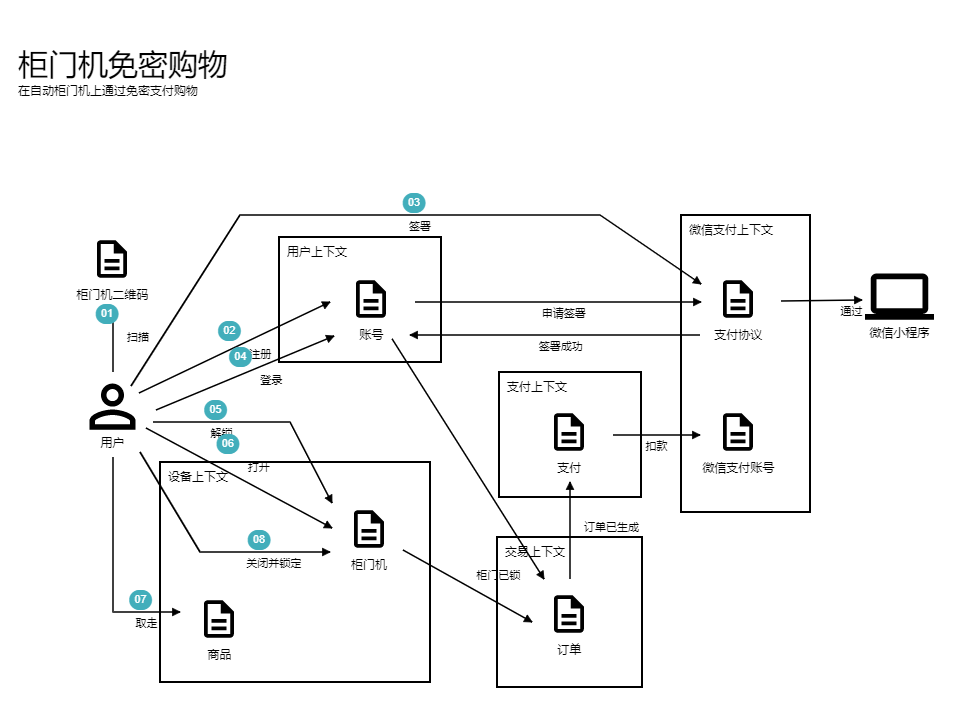 柜门机免密购物
在自动柜门机上通过免密支付购物
03
签署
微信支付上下文
用户上下文
柜门机二维码
01
扫描
02
注册
04
登录
账号
申请签署
签署成功
支付协议
通过
微信小程序
用户
05
解锁
06
打开
支付上下文
支付
扣款
微信支付账号
设备上下文
08
关闭并锁定
柜门机
订单已生成
交易上下文
柜门已锁
07
取走
商品
订单